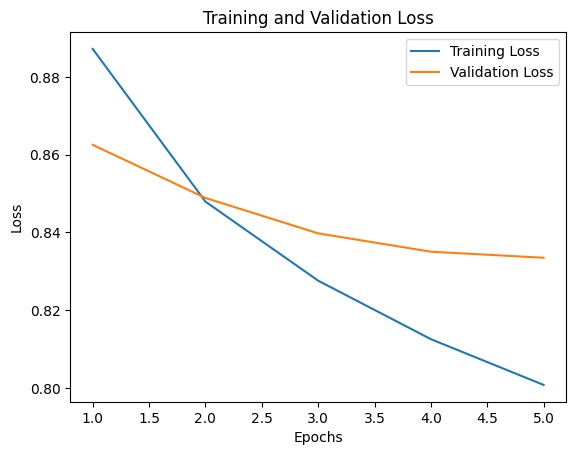 Training and Validation Loss
Training Loss
Validation Loss
0.88
0.86
0.84
0.82
0.80
Loss
1.0 1.5 2.0 2.5 3.0 3.5 4.0 4.5 5.0
Epochs